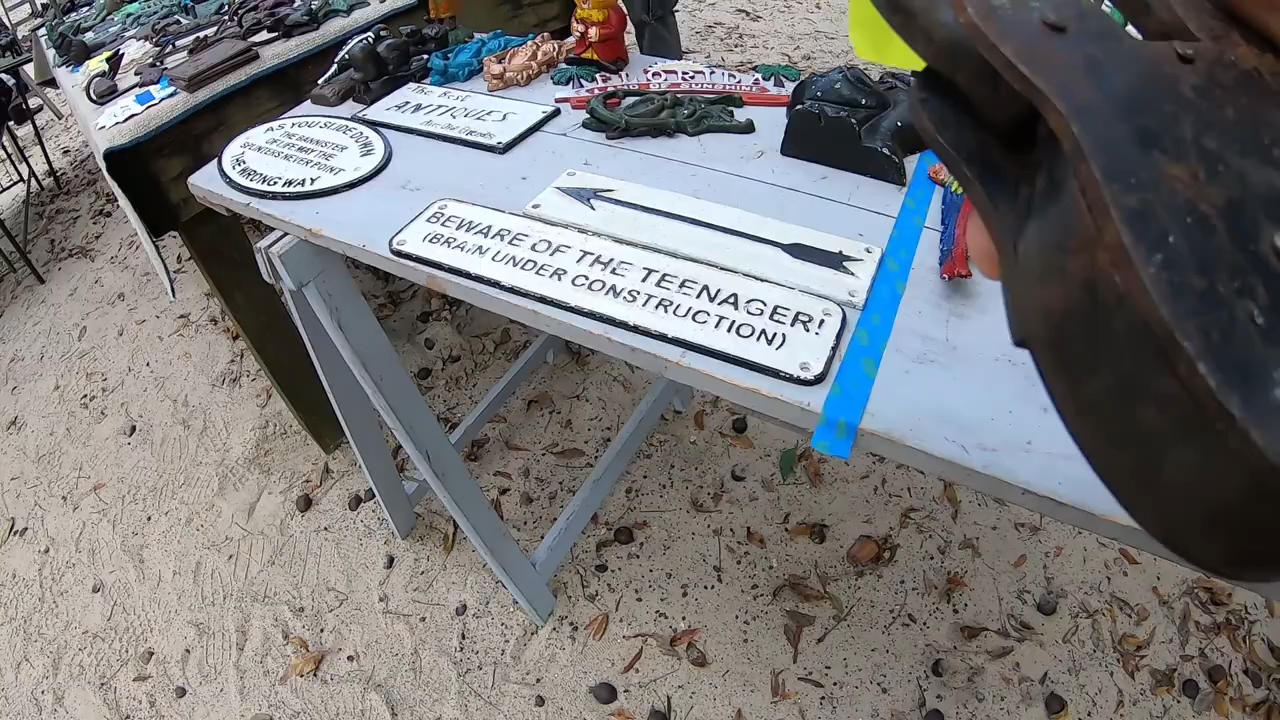 FLORIDA
LAND OF SUNSHINE
The Best
ANTIQUES
Are Old Friends
AS YOU SLIDE DOWN
THE BANNISTER
OF LIFE MAY THE
SPLINTERS NEVER POINT
THE WRONG WAY
BEWARE OF THE TEENAGER!
(BRAIN UNDER CONSTRUCTION)